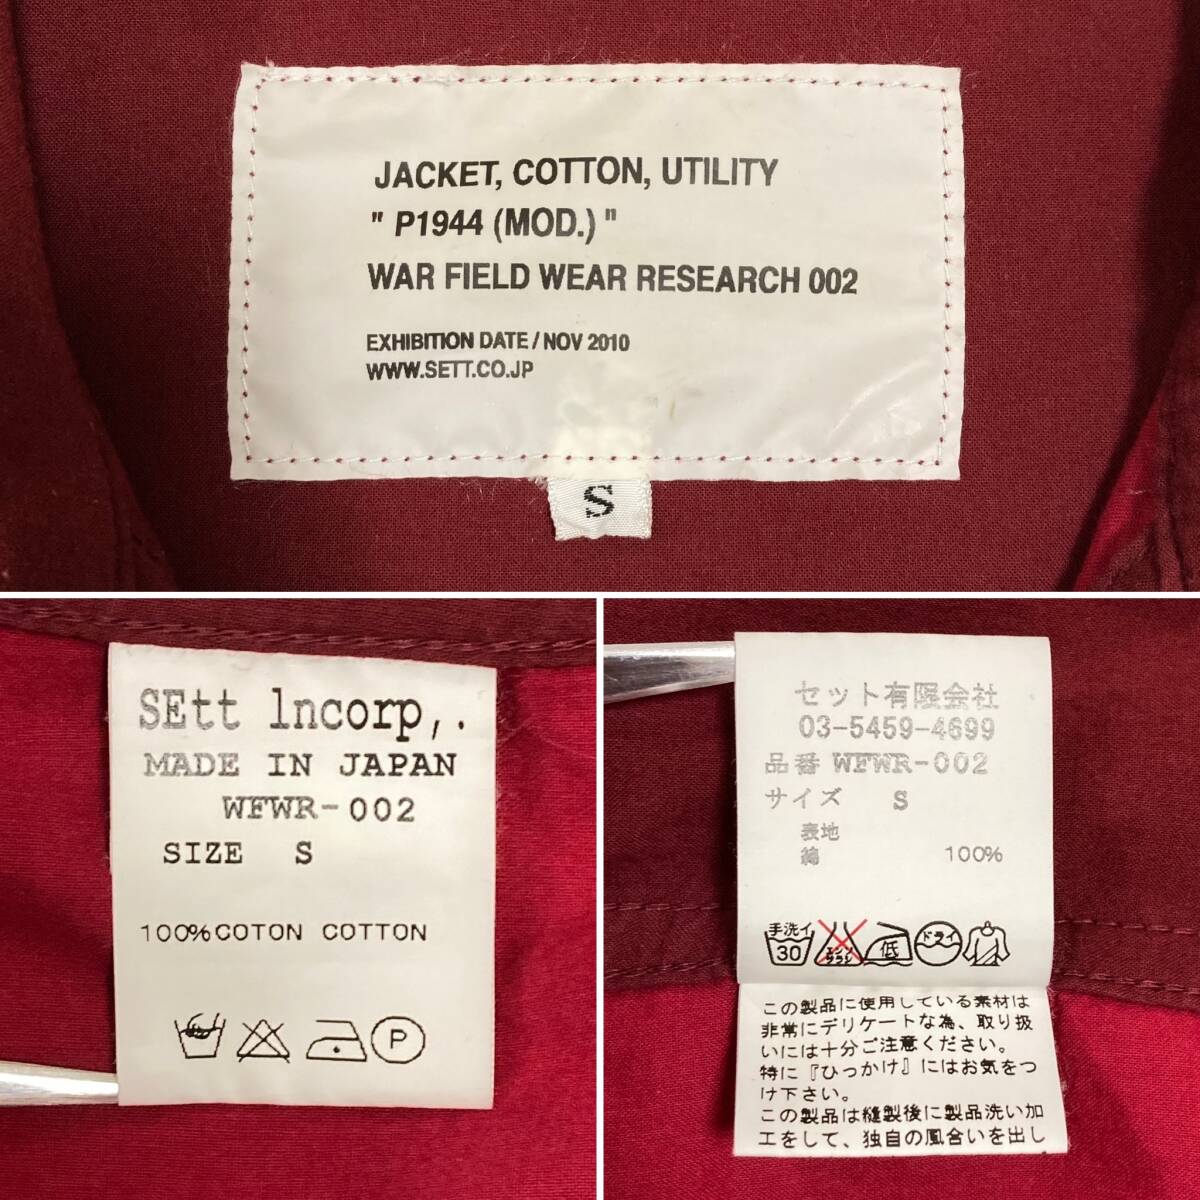 JACKET, COTTON, UTILITY
" P1944 (MOD.) "
WAR FIELD WEAR RESEARCH 002
EXHIBITION DATE / NOV 2010
WWW.SETT.CO.JP
S
SEtt lncorp,.
MADE IN JAPAN
WFWR-002
SIZE S
100%COTON COTTON
P
セット有限会社
03-5459-4699
品番 WFWR-002
サイズ S
表地
綿 100%
手洗イ 30 エンソ サラシ 低 ドライ
この製品に使用している素材は
非常にデリケートな為、取り扱
いには十分ご注意ください。
特に『ひっかけ』にはお気をつ
け下さい。
この製品は縫製後に製品洗い加
工をして、独自の風合いを出し